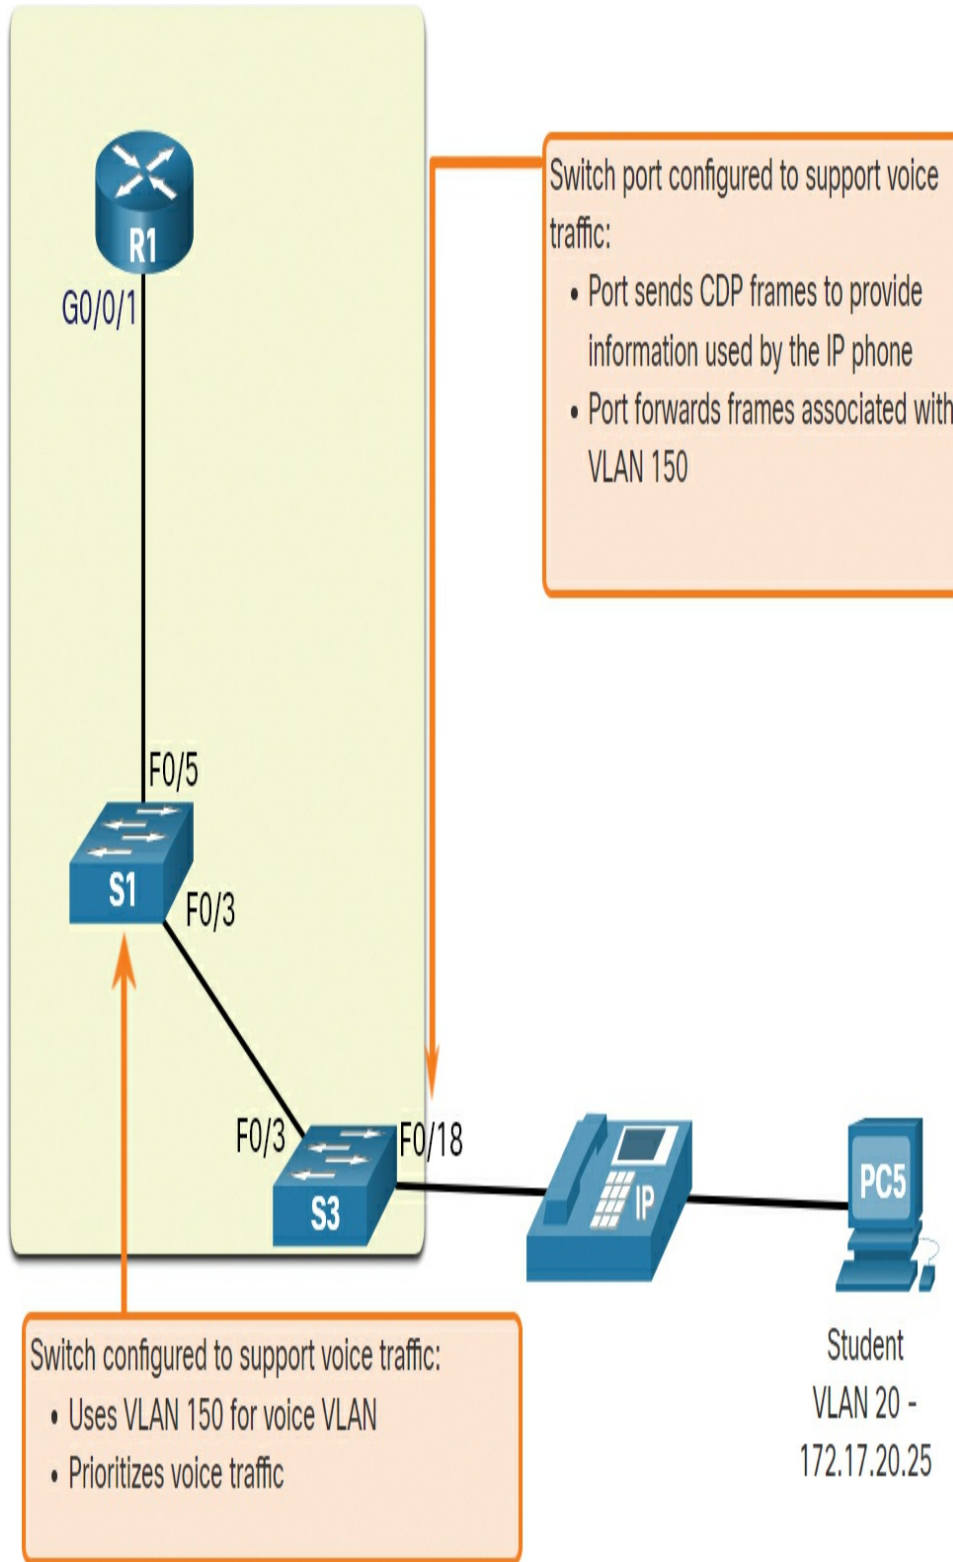 R1
G0/0/1
Switch port configured to support voice
traffic:
• Port sends CDP frames to provide
information used by the IP phone
• Port forwards frames associated with
VLAN 150
F0/5
S1
F0/3
F0/3
F0/18
S3
IP
PC5
Student
VLAN 20 –
172.17.20.25
Switch configured to support voice traffic:
• Uses VLAN 150 for voice VLAN
• Prioritizes voice traffic